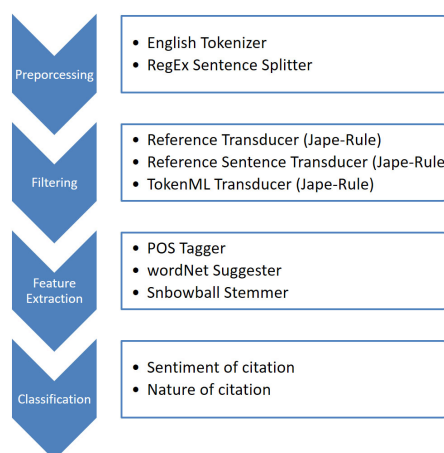 Preporcessing
• English Tokenizer
• RegEx Sentence Splitter
Filtering
• Reference Transducer (Jape-Rule)
• Reference Sentence Transducer (Jape-Rule
• TokenML Transducer (Jape-Rule)
Feature
Extraction
• POS Tagger
• wordNet Suggester
• Snbowball Stemmer
Classification
• Sentiment of citation
• Nature of citation